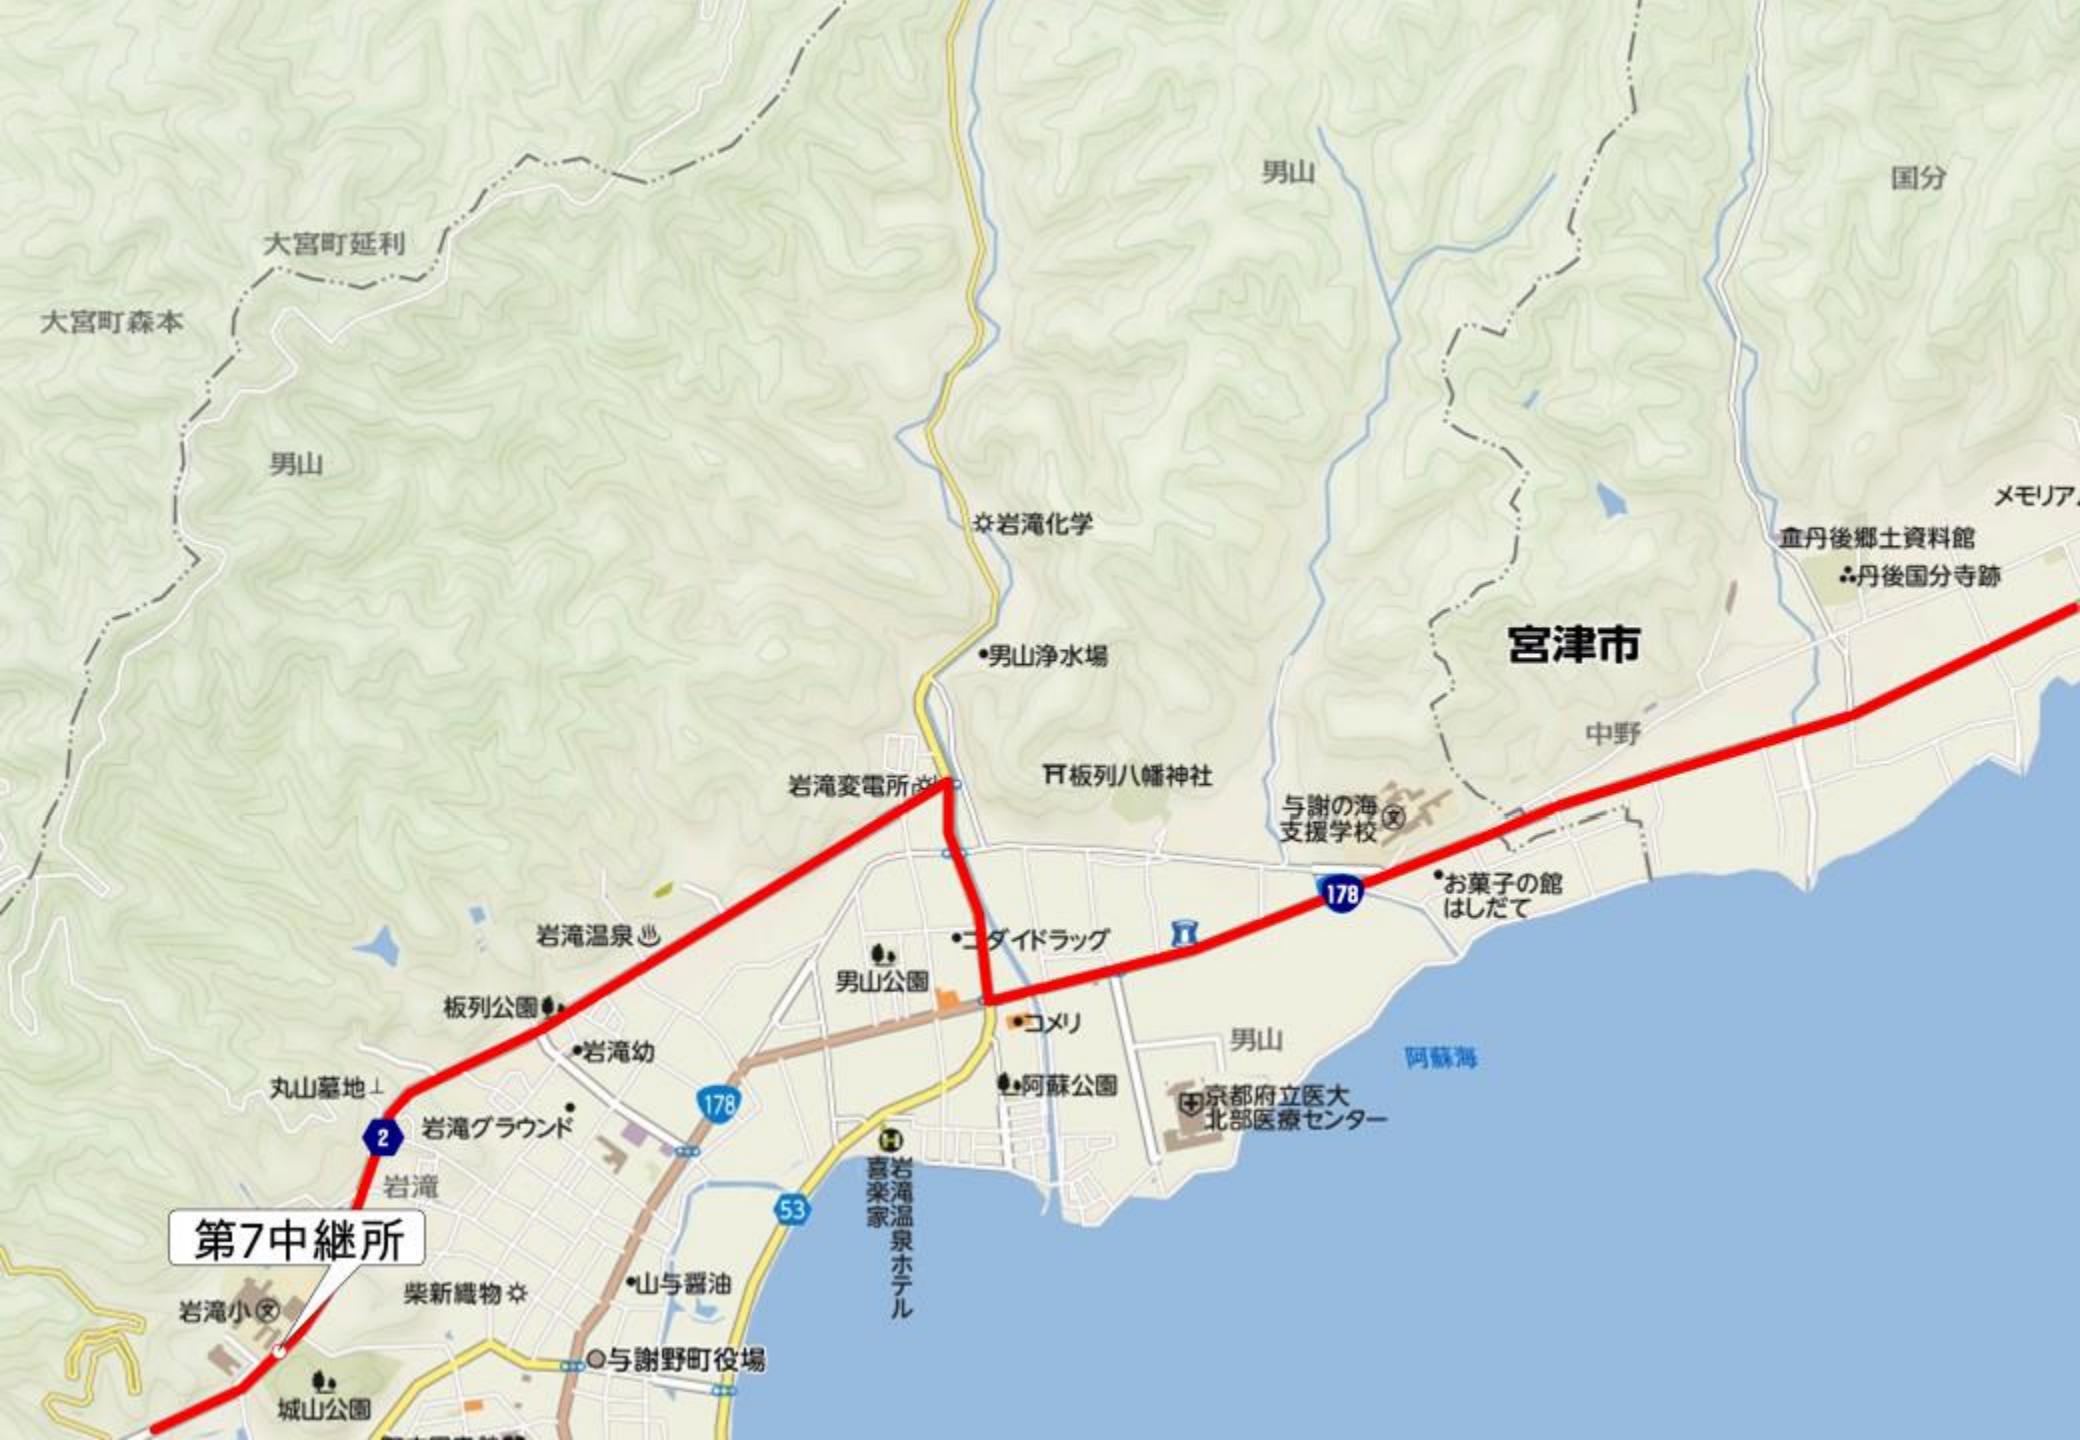 男山
国分
大宮町延利
大宮町森本
男山
メモリア
岩滝化学
丹後郷土資料館
丹後国分寺跡
宮津市
男山浄水場
中野
岩滝変電所
板列八幡神社
与謝の海
支援学校
178
お菓子の館
はしだて
岩滝温泉
コダイドラッグ
男山公園
板列公園
コメリ
岩滝幼
男山
阿蘇海
丸山墓地
178
阿蘇公園
京都府立医大
北部医療センター
岩滝グラウンド
2
岩滝
53
岩滝温泉ホテル
喜楽家
第7中継所
柴新織物
山与醤油
岩滝小
与謝野町役場
城山公園